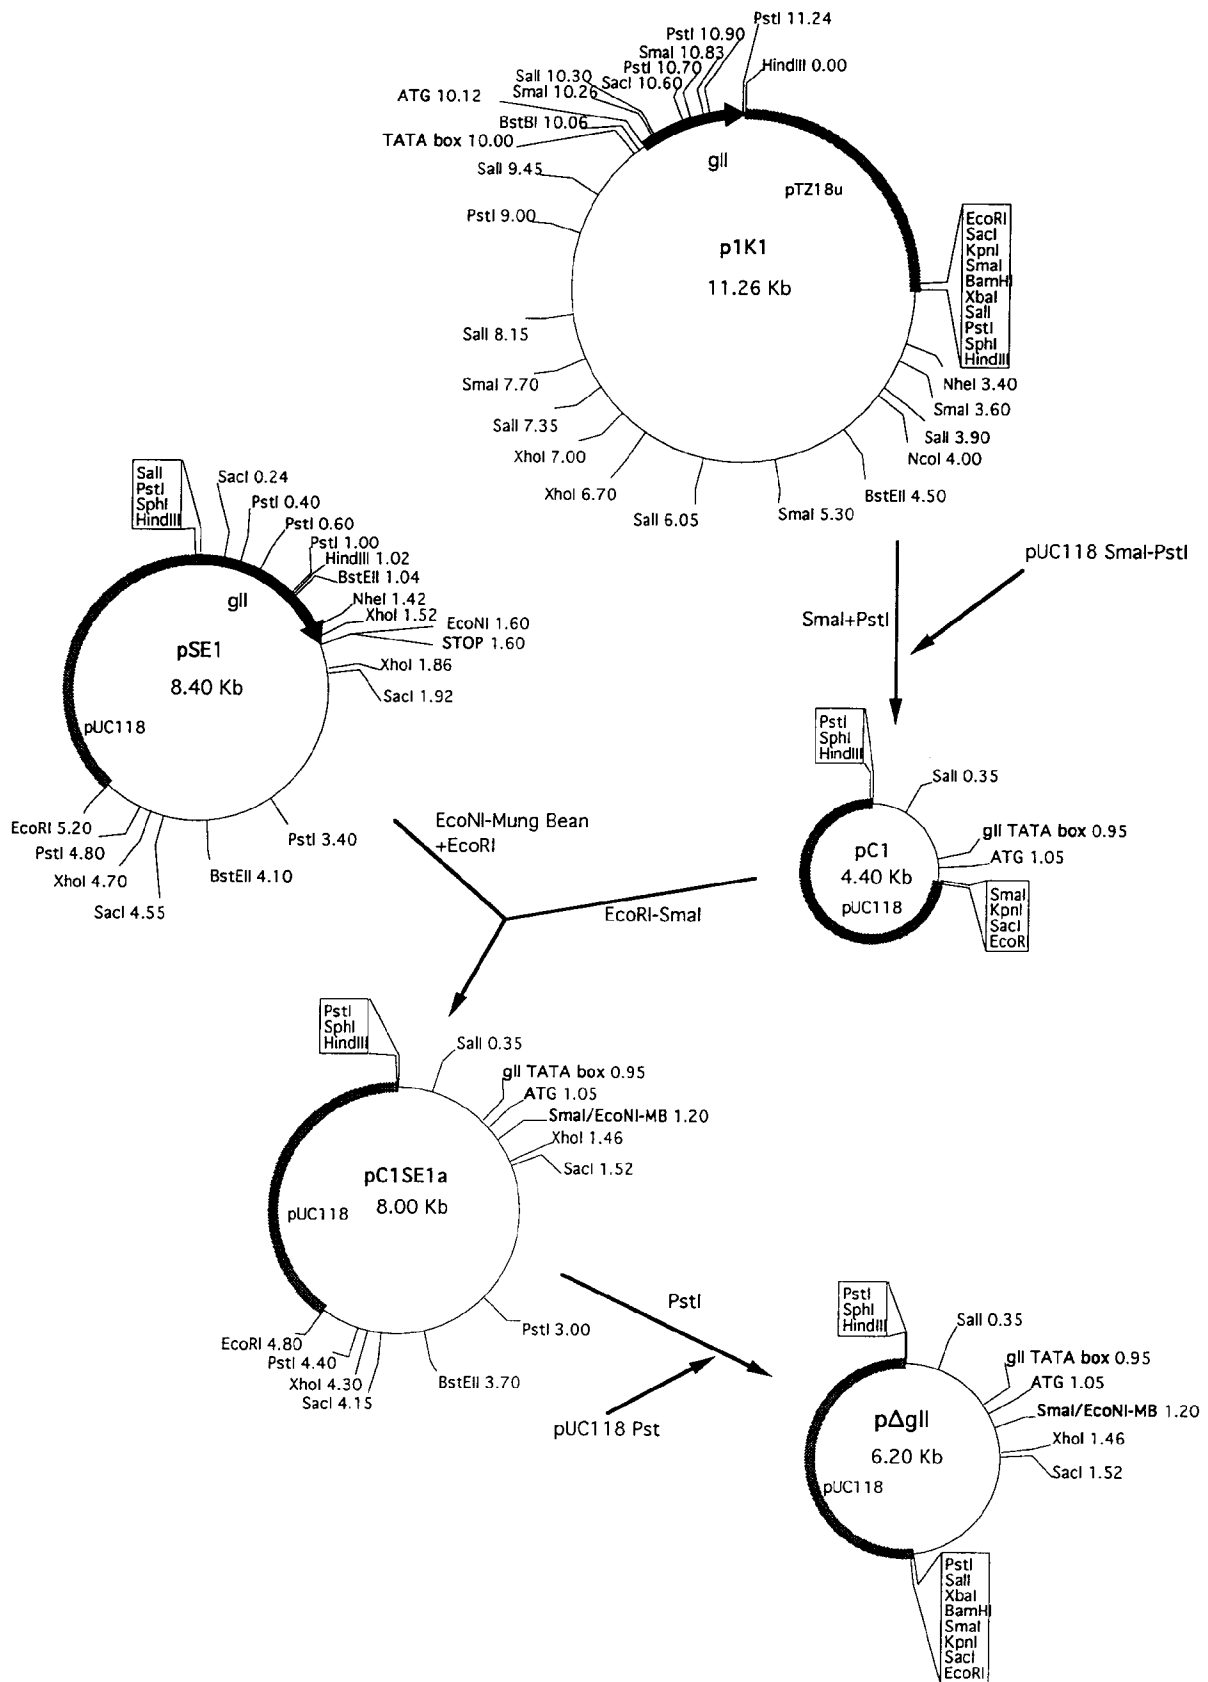 PstI 11.24
PstI 10.90
SmaI 10.83
PstI 10.70
SacI 10.60
SalI 10.30
SmaI 10.26
ATG 10.12
BstBI 10.06
TATA box 10.00
SalI 9.45
PstI 9.00
SalI 8.15
SmaI 7.70
SalI 7.35
XhoI 7.00
XhoI 6.70
SalI 6.05
SmaI 5.30
BstEII 4.50
NcoI 4.00
SalI 3.90
SmaI 3.60
NheI 3.40
HindIII 0.00
gII
pTZ18u
p1K1
11.26 Kb
EcoRI
SacI
KpnI
SmaI
BamHI
XbaI
SalI
PstI
SphI
HindIII
SalI
PstI
SphI
HindIII
SacI 0.24
PstI 0.40
PstI 0.60
PstI 1.00
HindIII 1.02
BstEII 1.04
NheI 1.42
XhoI 1.52
EcoNI 1.60
STOP 1.60
XhoI 1.86
SacI 1.92
gII
pSE1
8.40 Kb
pUC118
EcoRI 5.20
PstI 4.80
XhoI 4.70
SacI 4.55
BstEII 4.10
PstI 3.40
pUC118 SmaI-PstI
SmaI+PstI
PstI
SphI
HindIII
SalI 0.35
gII TATA box 0.95
ATG 1.05
pC1
4.40 Kb
pUC118
SmaI
KpnI
SacI
EcoRI
EcoNI-Mung Bean
+EcoRI
EcoRI-SmaI
PstI
SphI
HindIII
SalI 0.35
gII TATA box 0.95
ATG 1.05
SmaI/EcoNI-MB 1.20
XhoI 1.46
SacI 1.52
pC1SE1a
8.00 Kb
pUC118
EcoRI 4.80
PstI 4.40
XhoI 4.30
SacI 4.15
BstEII 3.70
PstI 3.00
PstI
pUC118 Pst
PstI
SphI
HindIII
SalI 0.35
gII TATA box 0.95
ATG 1.05
SmaI/EcoNI-MB 1.20
XhoI 1.46
SacI 1.52
pΔgII
6.20 Kb
pUC118
PstI
SalI
XbaI
BamHI
SmaI
KpnI
SacI
EcoRI